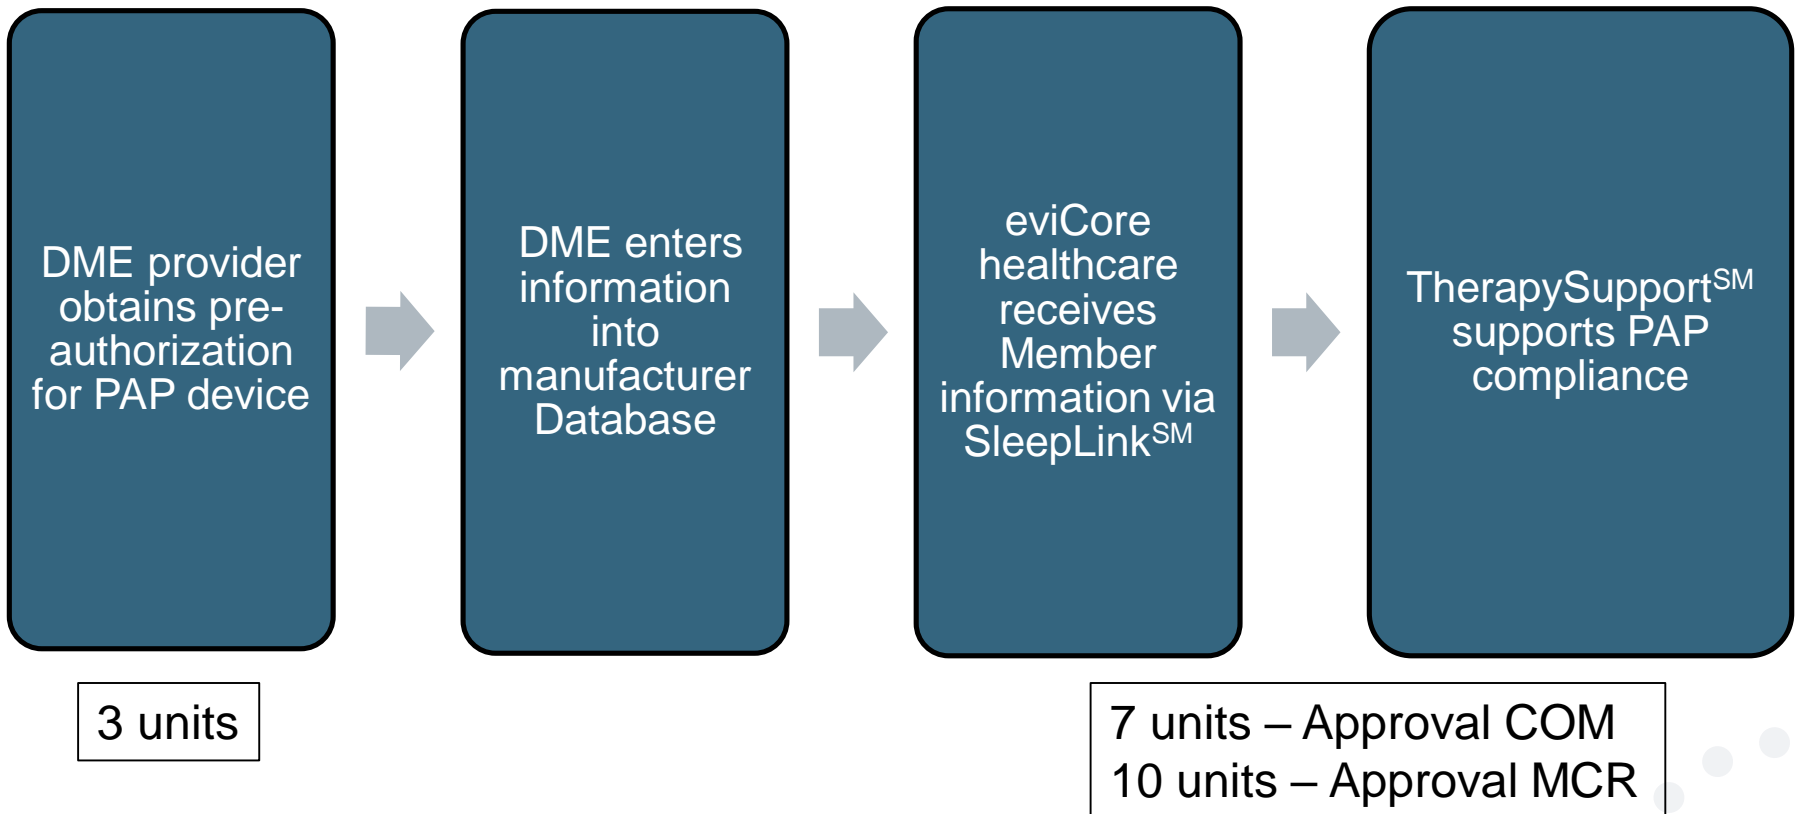 DME provider
obtains pre-
authorization
for PAP device
DME enters
information
into
manufacturer
Database
eviCore
healthcare
receives
Member
information via
SleepLinkSM
TherapySupportSM
supports PAP
compliance
3 units
7 units – Approval COM
10 units – Approval MCR